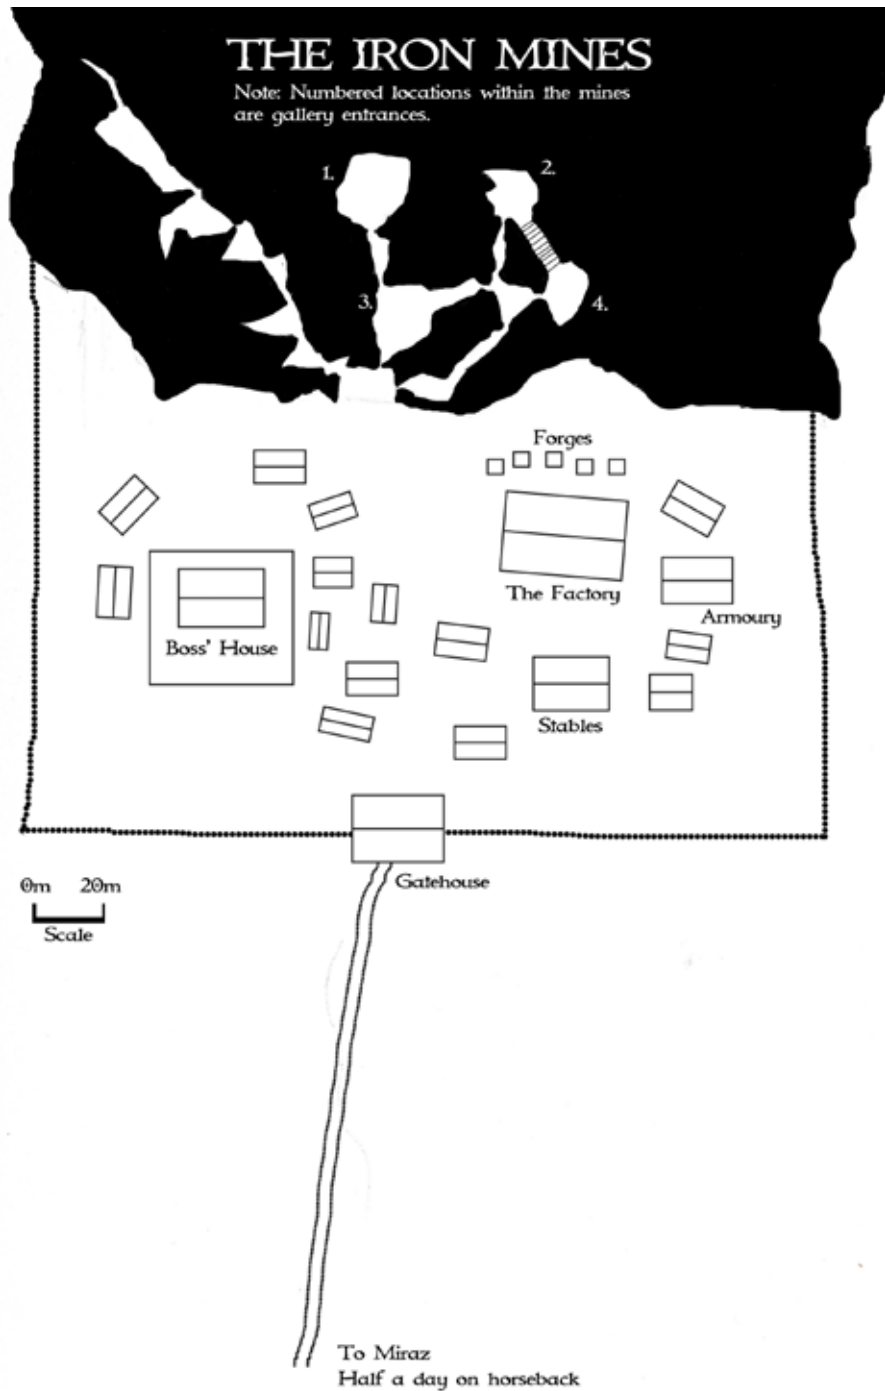 THE IRON MINES
Note: Numbered locations within the mines
are gallery entrances.
1.
2.
3.
4.
Forges
The Factory
Armoury
Boss' House
Stables
Gatehouse
0m 20m
Scale
To Miraz
Half a day on horseback